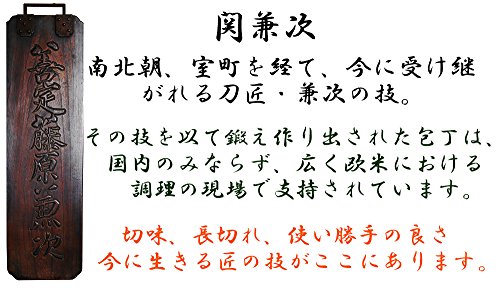 関兼次
南北朝、室町を経て、今に受け継
がれる刀匠・兼次の技。
その技を以て鍛え作り出された包丁は、
国内のみならず、広く欧米における
調理の現場で支持されています。
切味、長切れ、使い勝手の良さ
今に生きる匠の技がここにあります。
藤原兼次